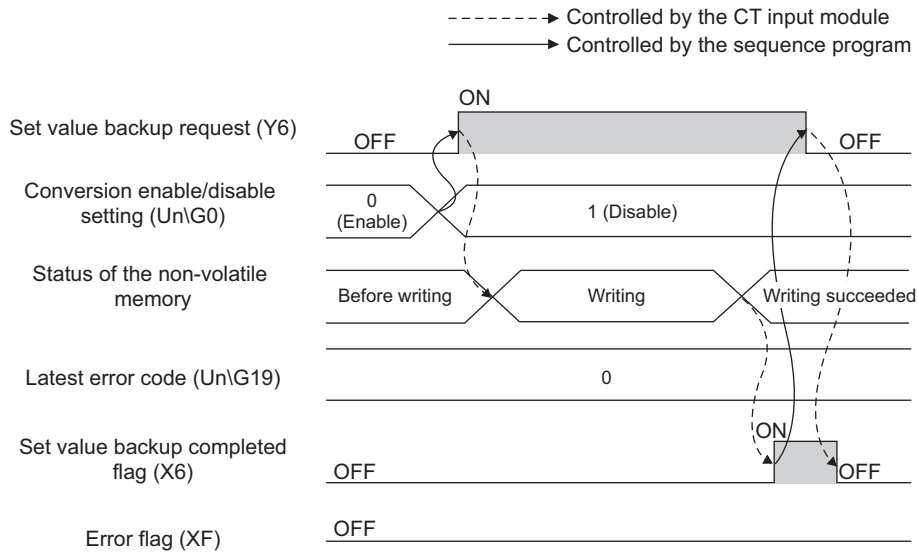 Controlled by the CT input module
Controlled by the sequence program
ON
Set value backup request (Y6)
OFF
OFF
Conversion enable/disable
setting (Un\G0)
0
(Enable)
1 (Disable)
Status of the non-volatile
memory
Before writing
Writing
Writing succeeded
Latest error code (Un\G19)
0
Set value backup completed
flag (X6)
ON
OFF
OFF
Error flag (XF)
OFF